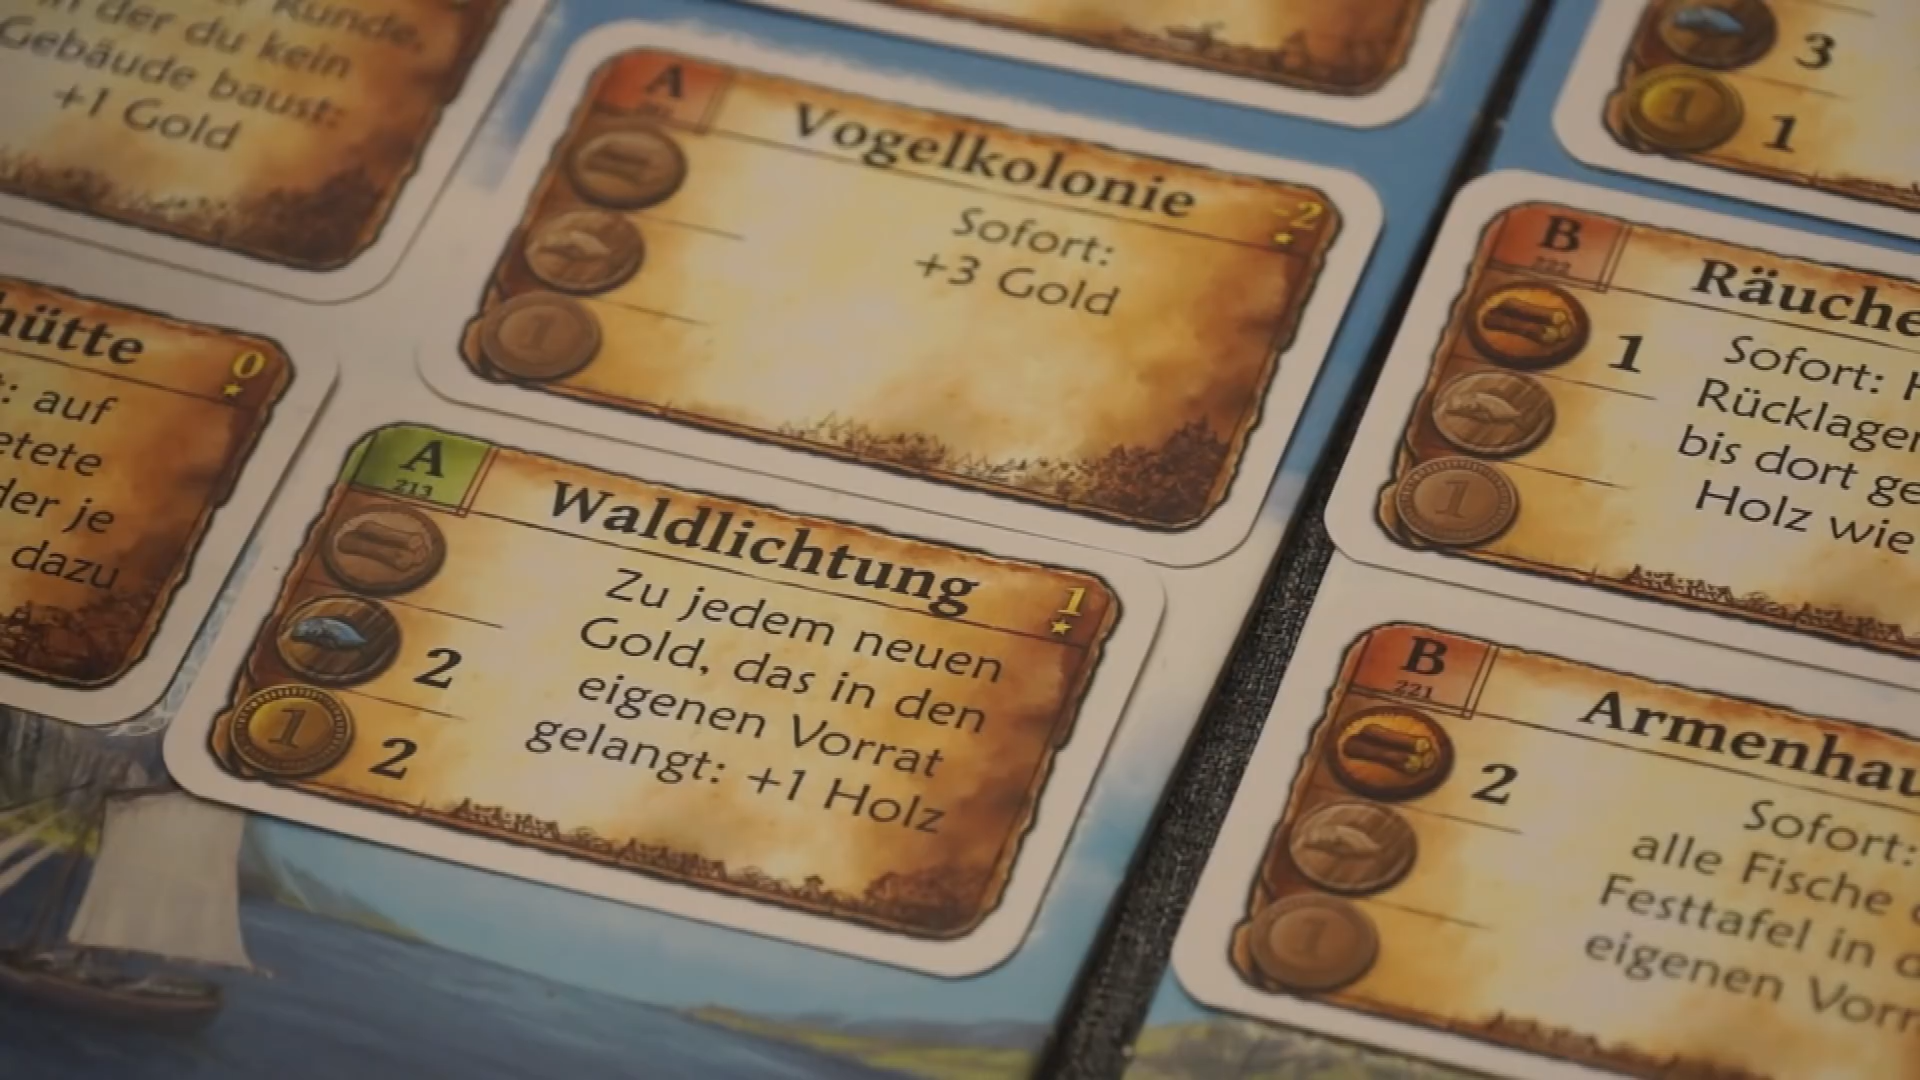 in der du kein
Gebäude baust:
+1 Gold
A
Vogelkolonie
-2
Sofort:
+3 Gold
1
3
1
1
hütte
0
: auf
etete
der je
dazu
A
213
Waldlichtung
1
2
1
2
Zu jedem neuen
Gold, das in den
eigenen Vorrat
gelangt: +1 Holz
B
222
Räuche
1
1
Sofort: H
Rücklagen
bis dort ge
Holz wie
B
221
Armenhau
2
1
Sofort:
alle Fische
Festtafel in d
eigenen Vorr